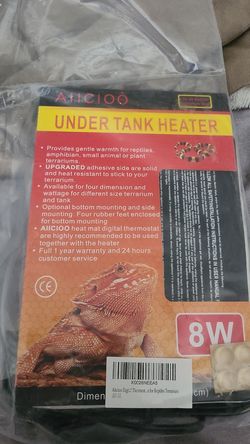 AIICIOO
UNDER TANK HEATER
• Provides gentle warmth for reptiles,
amphibian, small animal or plant
terrariums.
• UPGRADED adhesive side are solid
and heat resistant to stick to your
terrarium.
• Available for four dimension and
wattage for different size terrarium
and tank
• Optional bottom mounting and side
mounting. Four rubber feet enclosed
for bottom mounting
• AIICIOO heat mat digital thermostat
are highly recommended to be used
together with the heater
• Full 1 year warranty and 24 hours
customer service
CE
8W
X002BNEEA5
Dimen
cm)